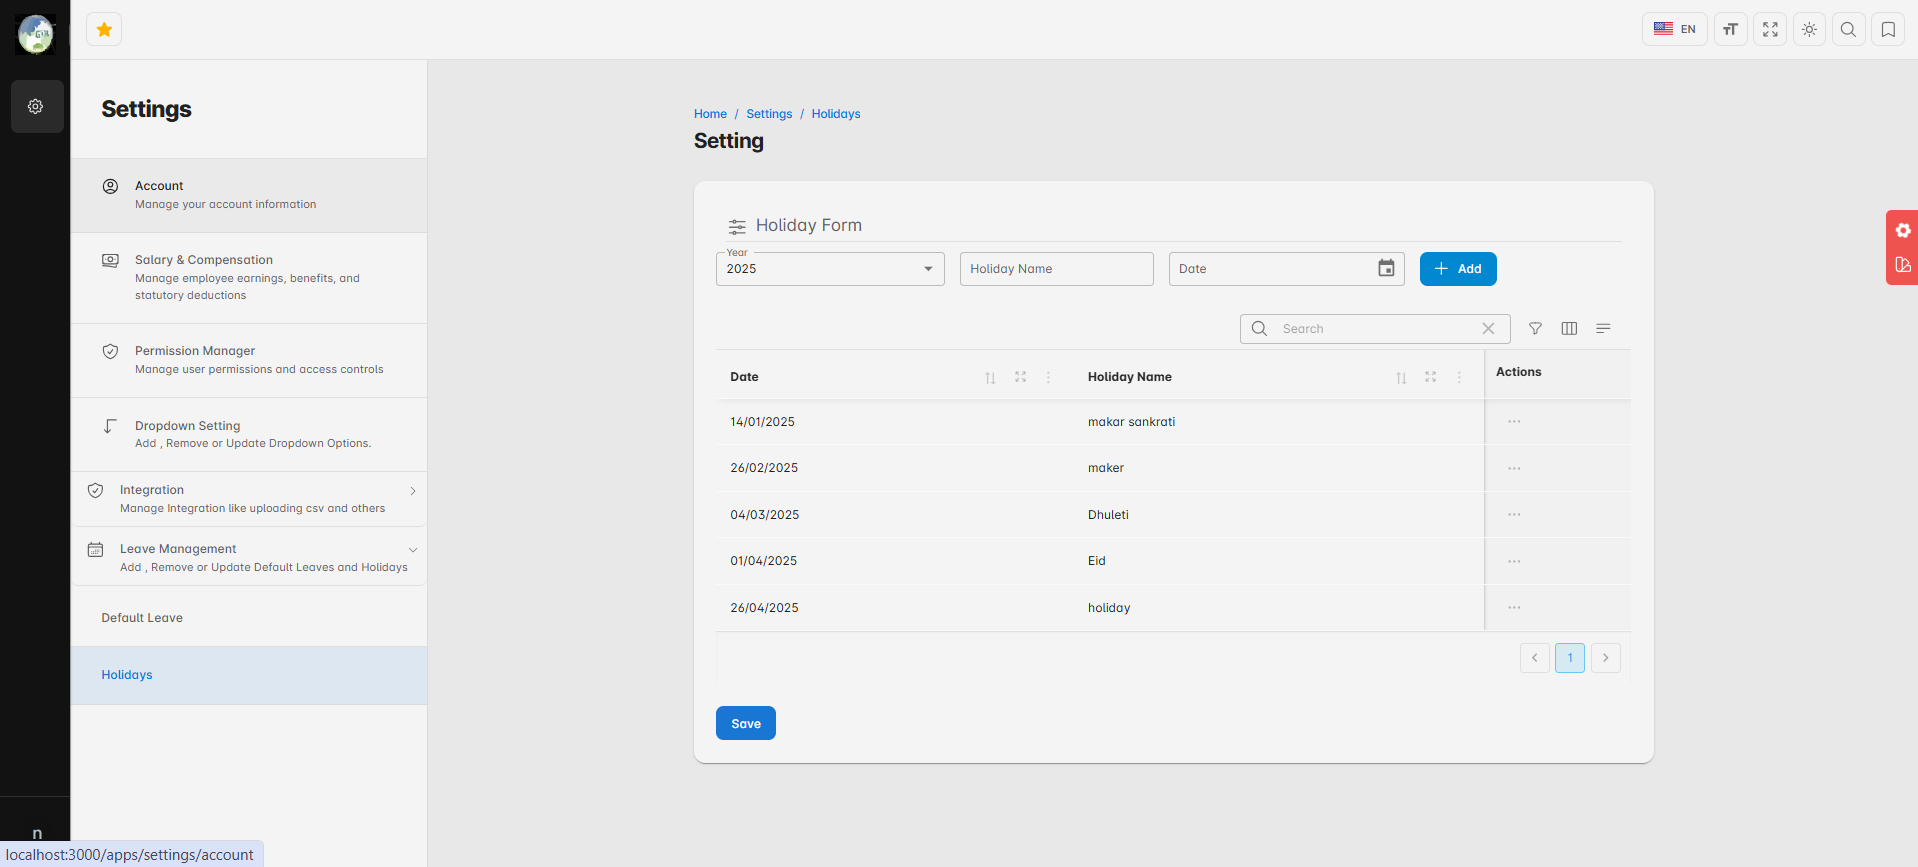 EN
Settings
Account
Manage your account information
Salary & Compensation
Manage employee earnings, benefits, and
statutory deductions
Permission Manager
Manage user permissions and access controls
Dropdown Setting
Add , Remove or Update Dropdown Options.
Integration
Manage Integration like uploading csv and others
Leave Management
Add , Remove or Update Default Leaves and Holidays
Default Leave
Holidays
n
localhost:3000/apps/settings/account
Home / Settings / Holidays
Setting
Holiday Form
Year
2025 Holiday Name Date Add
Search
Date Holiday Name Actions
14/01/2025 makar sankrati
26/02/2025 maker
04/03/2025 Dhuleti
01/04/2025 Eid
26/04/2025 holiday
1
Save